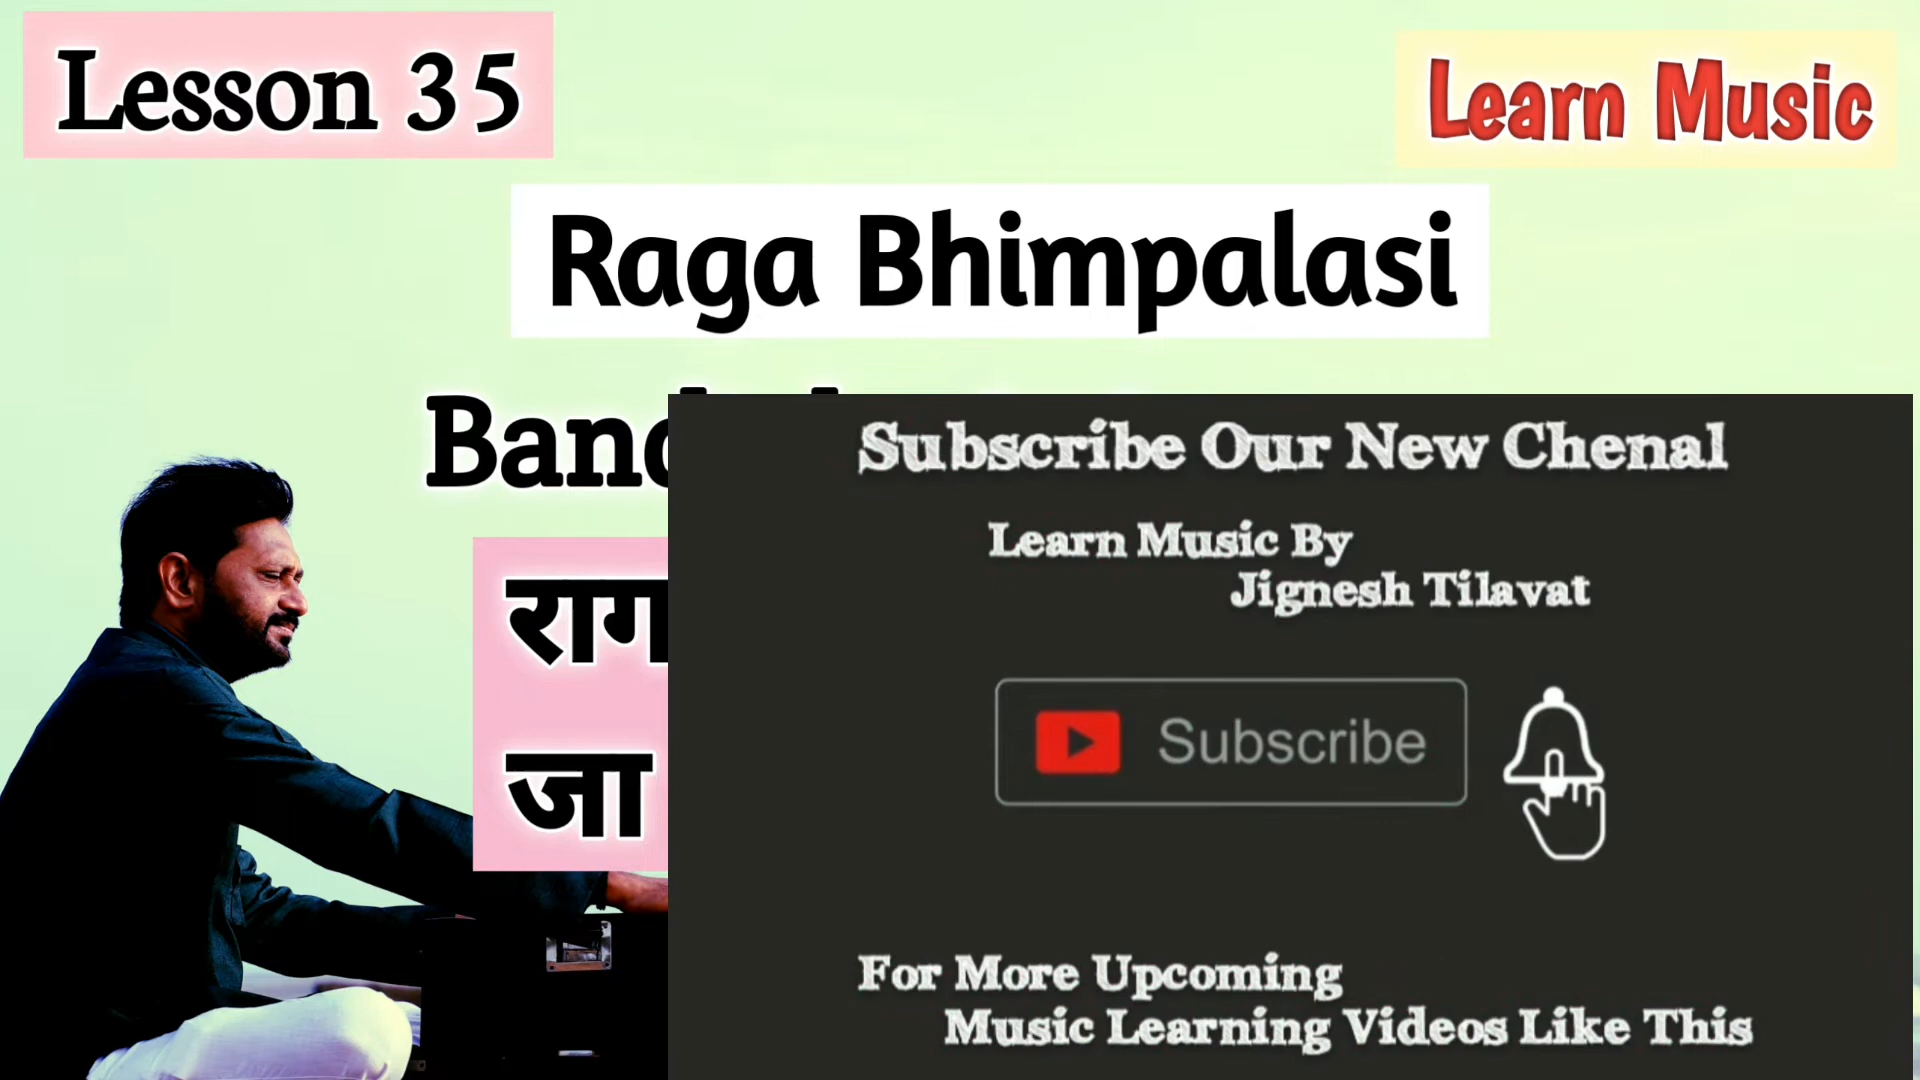 Lesson 35
Learn Music
Raga Bhimpalasi
Subscribe Our New Chenal
Learn Music By
Jignesh Tilavat
राग
जा
Subscribe
For More Upcoming
Music Learning Videos Like This